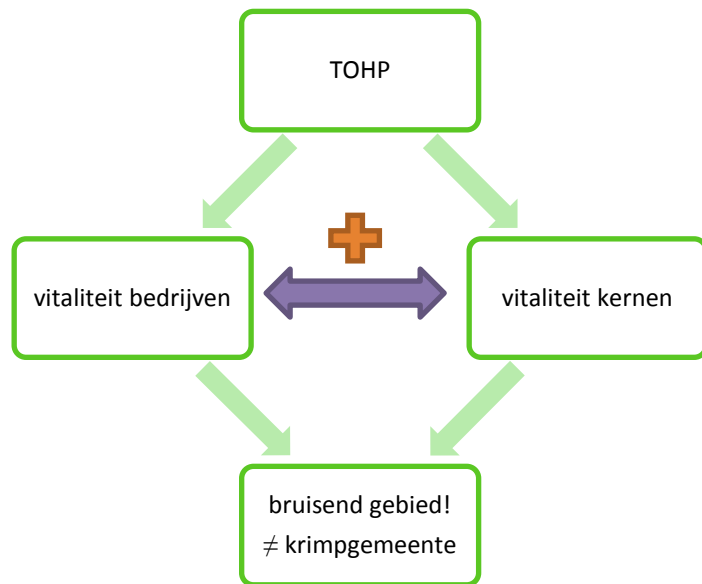 TOHP
vitaliteit bedrijven
vitaliteit kernen
bruisend gebied!
≠ krimpgemeente